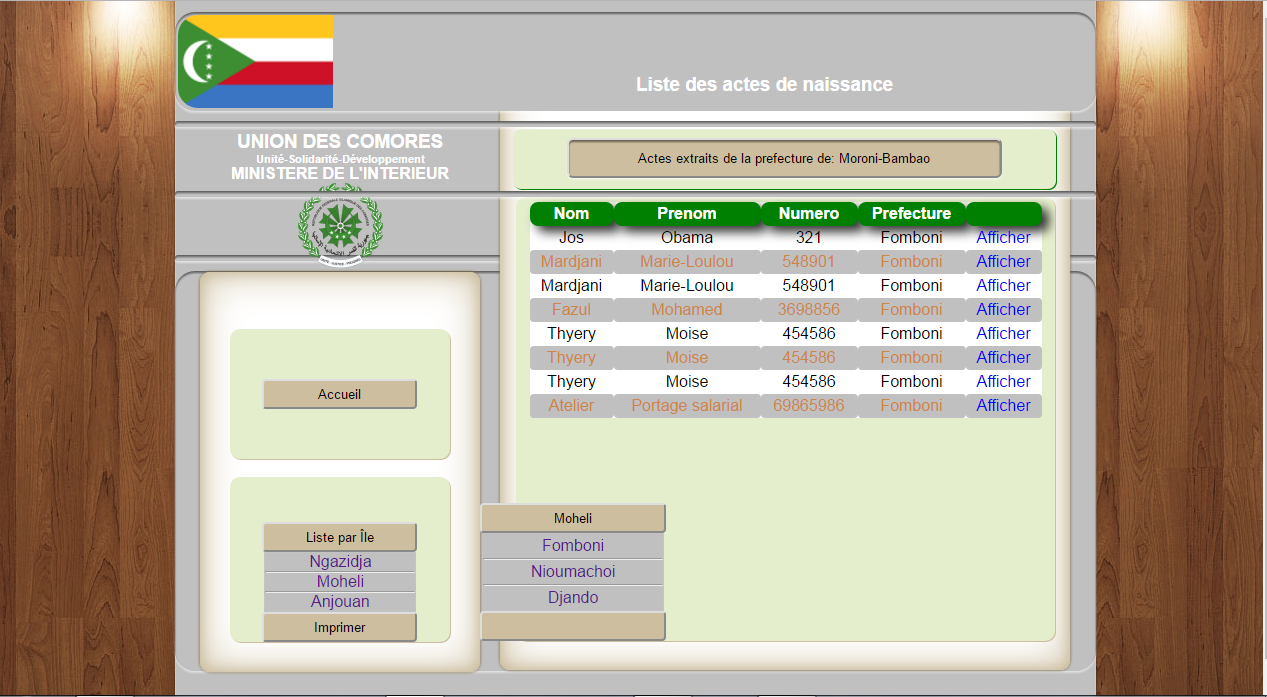 Liste des actes de naissance
UNION DES COMORES
Unité-Solidarité-Développement
MINISTERE DE L'INTERIEUR
Actes extraits de la prefecture de: Moroni-Bambao
Nom Prenom Numero Prefecture
Jos Obama 321 Fomboni Afficher
Mardjani Marie-Loulou 548901 Fomboni Afficher
Mardjani Marie-Loulou 548901 Fomboni Afficher
Fazul Mohamed 3698856 Fomboni Afficher
Thyery Moise 454586 Fomboni Afficher
Thyery Moise 454586 Fomboni Afficher
Thyery Moise 454586 Fomboni Afficher
Atelier Portage salarial 69865986 Fomboni Afficher
Accueil
Liste par Île
Ngazidja
Moheli
Anjouan
Imprimer
Moheli
Fomboni
Nioumachoi
Djando